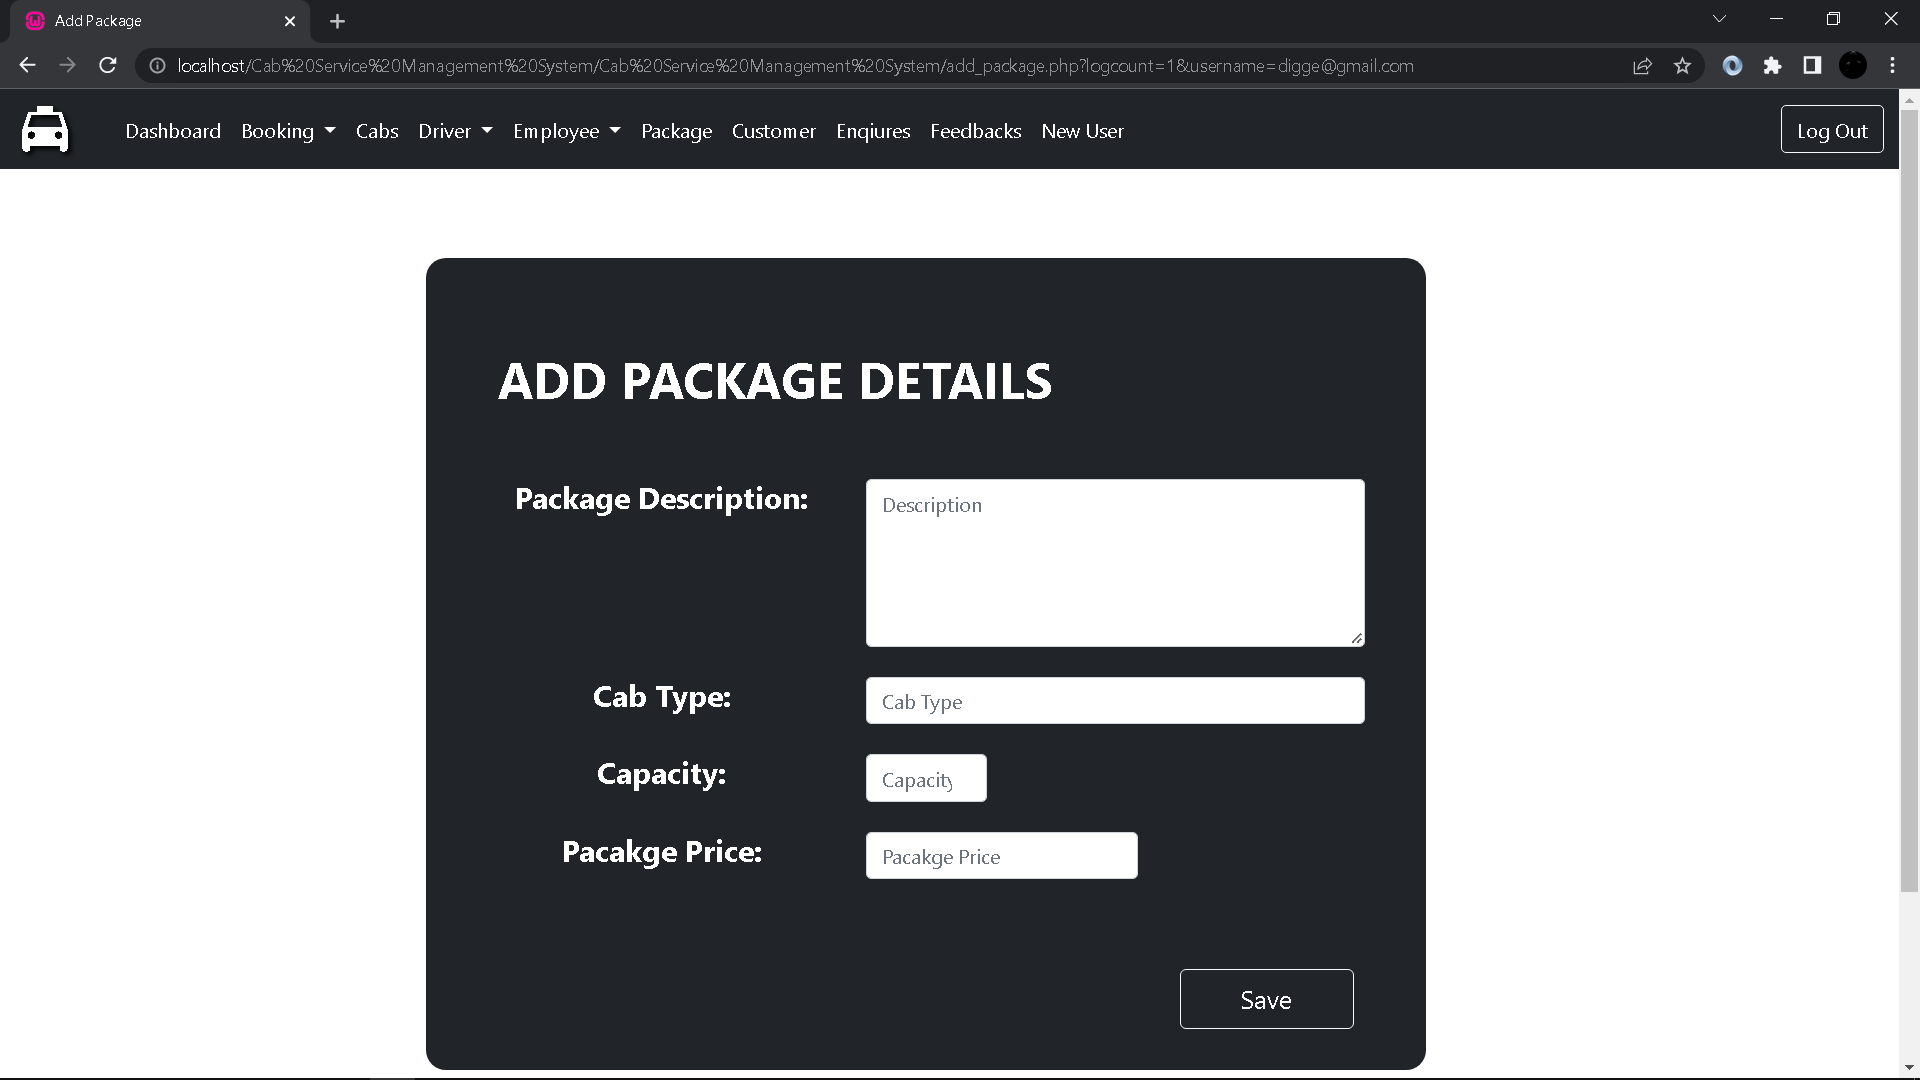 Add Package
localhost/Cab%20Service%20Management%20System/Cab%20Service%20Management%20System/add_package.php?logcount=1&username=digge@gmail.com
Dashboard Booking Cabs Driver Employee Package Customer Enqiures Feedbacks New User Log Out
ADD PACKAGE DETAILS
Package Description: Description
Cab Type: Cab Type
Capacity: Capacity
Pacakge Price: Pacakge Price
Save